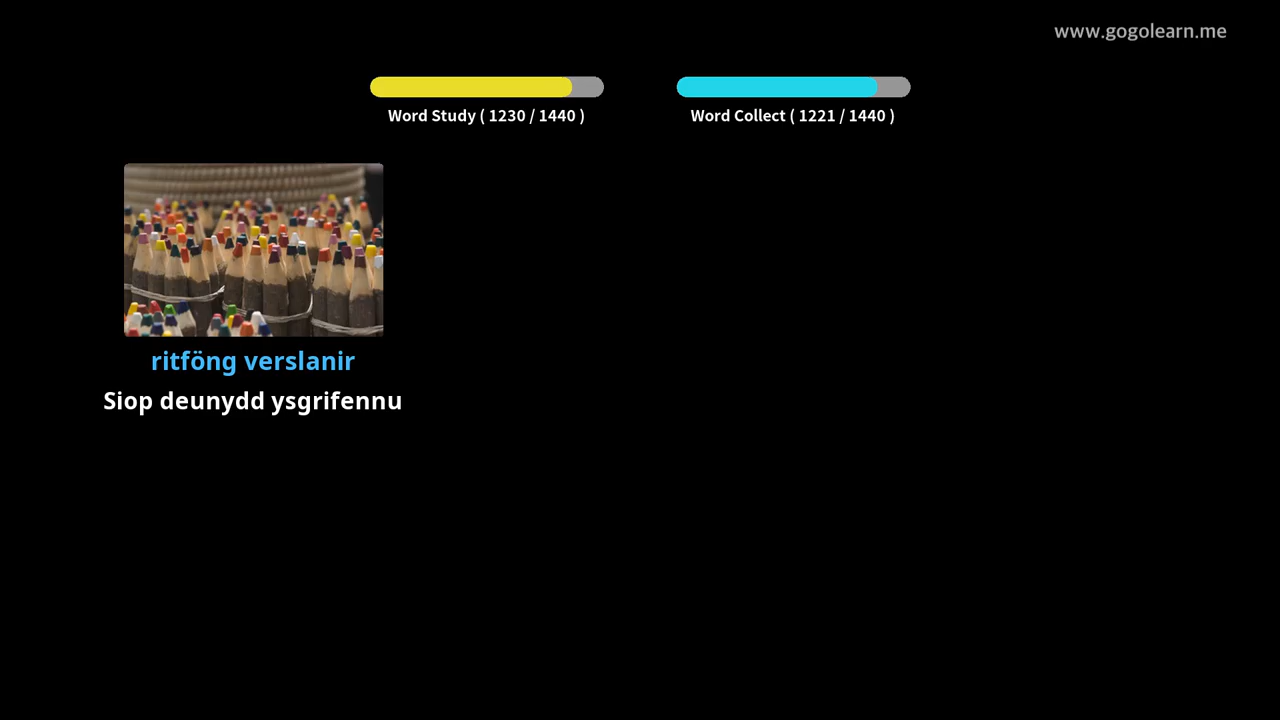 www.gogolearn.me
Word Study ( 1230 / 1440 )
Word Collect ( 1221 / 1440 )
ritföng verslanir
Siop deunydd ysgrifennu